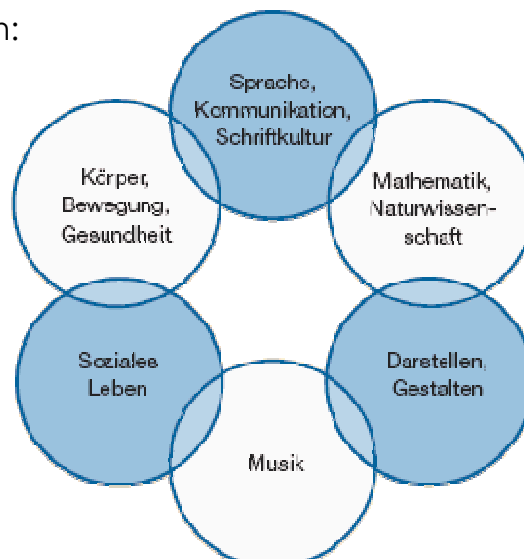 n:
Sprache,
Kommunikation,
Schriftkultur
Körper,
Bewegung,
Gesundheit
Mathematik,
Naturwissen-
schaft
Soziales
Leben
Darstellen,
Gestalten
Musik